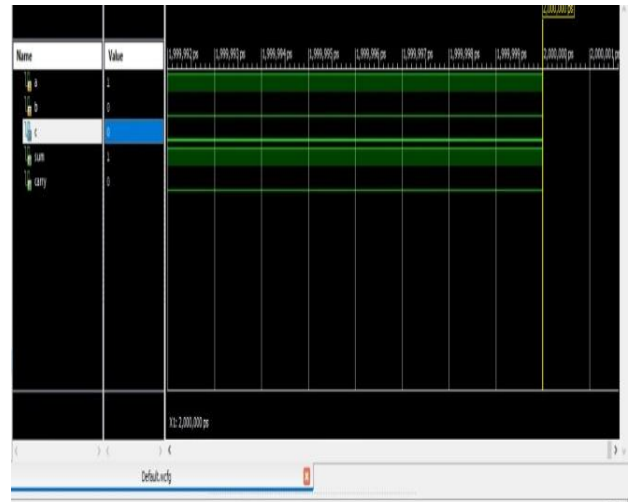 2,000,000 ps
Name Value 1,999,992 ps 1,999,993 ps 1,999,994 ps 1,999,995 ps 1,999,996 ps 1,999,997 ps 1,999,998 ps 1,999,999 ps 2,000,000 ps 2,000,001 p
a 1
b 0
c 0
sum 1
carry 0
X1: 2,000,000 ps
Default.wcfg